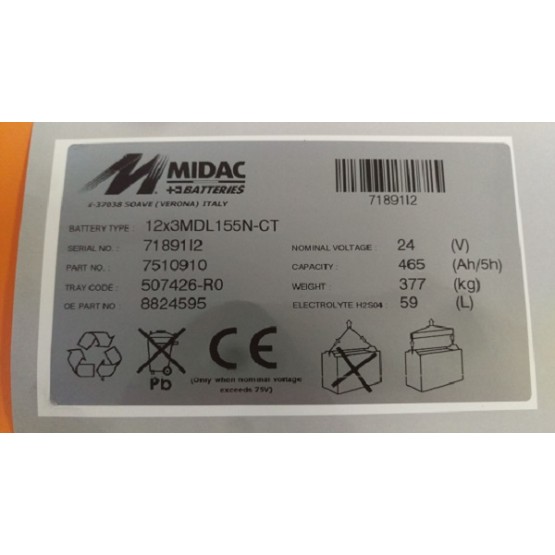 MIDAC
BATTERIES
I-37038 SOAVE (VERONA) ITALY
71891I2
BATTERY TYPE : 12x3MDL155N-CT
SERIAL NO : 71891I2
NOMINAL VOLTAGE : 24 (V)
PART NO. : 7510910
CAPACITY : 465 (Ah/5h)
TRAY CODE : 507426-R0
WEIGHT : 377 (kg)
OE PART NO : 8824595
ELECTROLYTE H2S04 : 59 (L)
Pb
CE
(Only when nominal voltage
exceeds 75V)